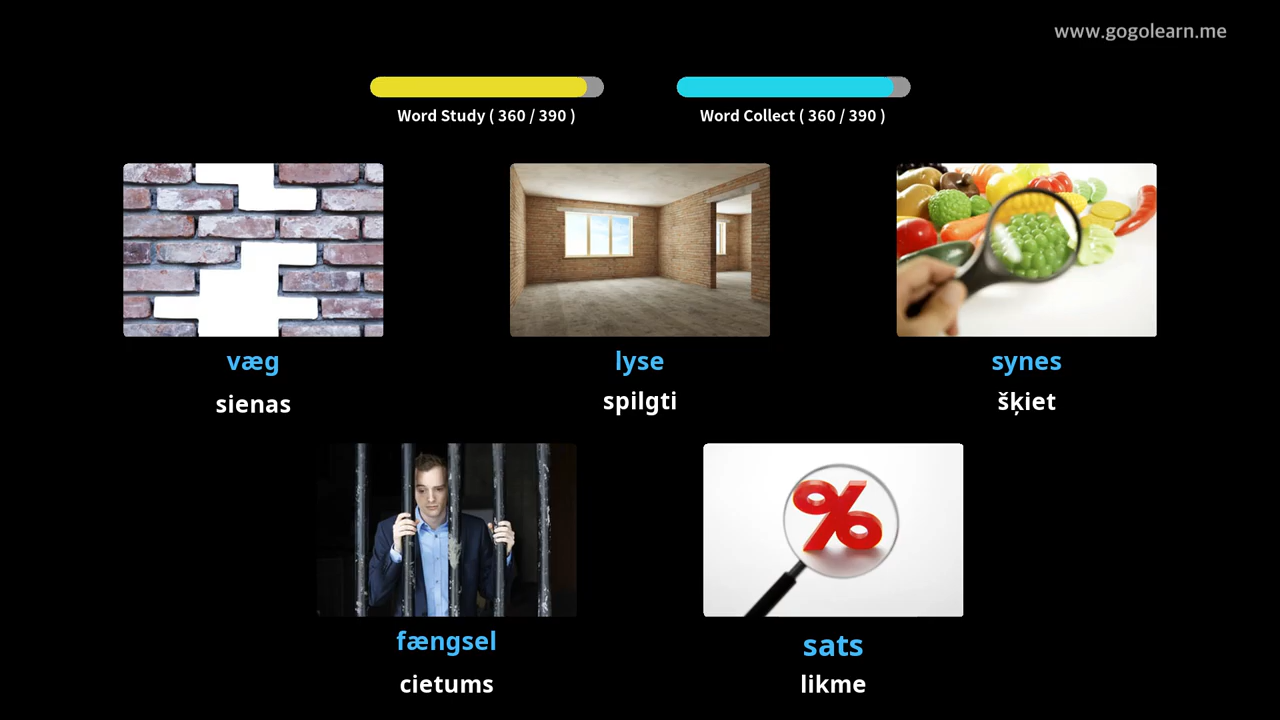 www.gogolearn.me
Word Study ( 360 / 390 )
Word Collect ( 360 / 390 )
væg
lyse
synes
sienas
spilgti
šķiet
fængsel
sats
cietums
likme